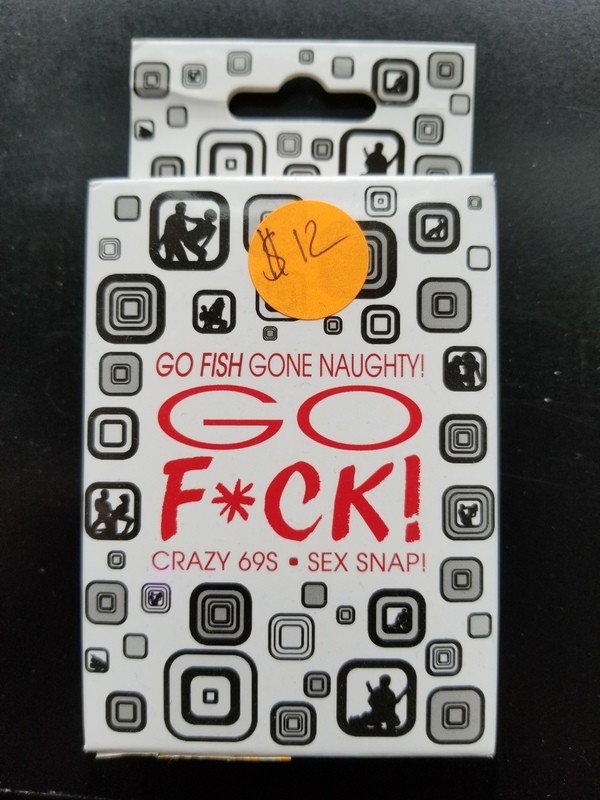 $12
GO FISH GONE NAUGHTY!
GO
F*CK!
CRAZY 69S • SEX SNAP!